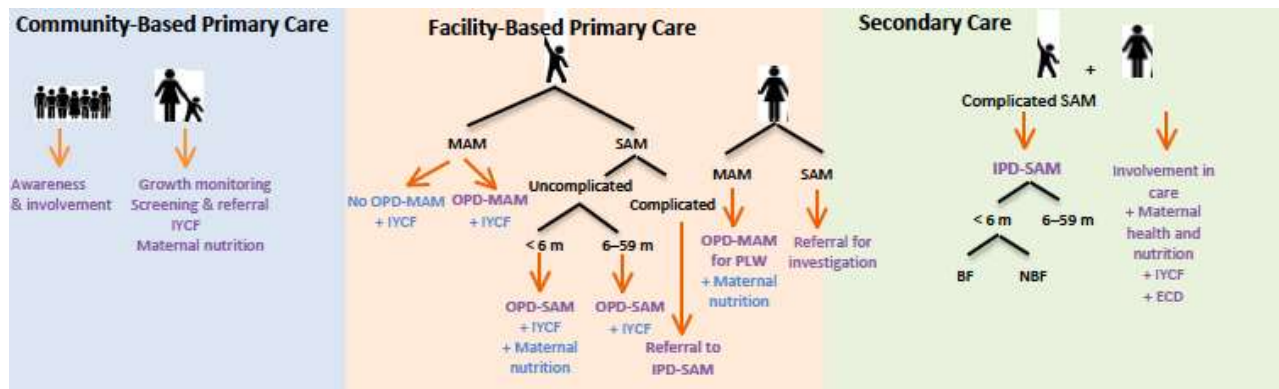 Community-Based Primary Care
Awareness
& involvement
Growth monitoring
Screening & referral
IYCF
Maternal nutrition
Facility-Based Primary Care
MAM
SAM
No OPD-MAM
+ IYCF
OPD-MAM
+ IYCF
Uncomplicated
Complicated
< 6 m
6–59 m
OPD-SAM
+ IYCF
+ Maternal
nutrition
OPD-SAM
+ IYCF
Referral to
IPD-SAM
MAM
SAM
OPD-MAM
for PLW
+ Maternal
nutrition
Referral for
investigation
Secondary Care
+
Complicated SAM
IPD-SAM
< 6 m
6–59 m
BF
NBF
Involvement in
care
+ Maternal
health and
nutrition
+ IYCF
+ ECD